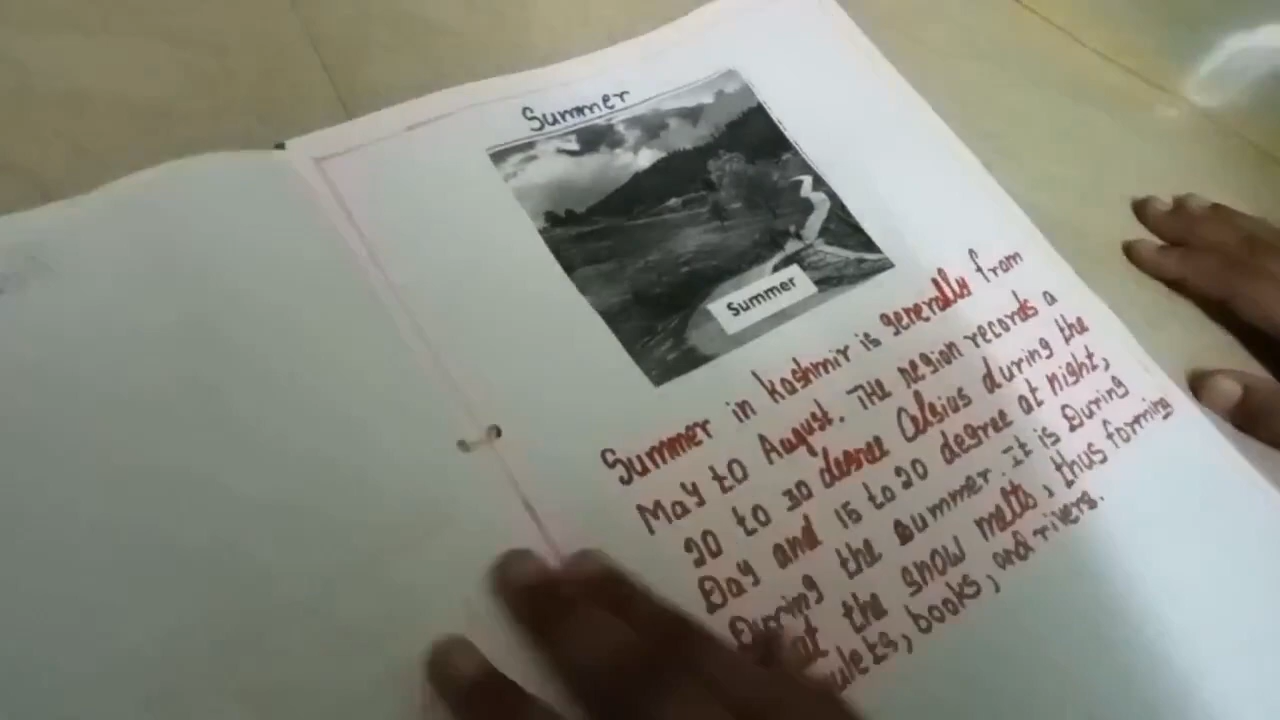 Summer
Summer
Summer in Kashmir is generally from
May to August. The region records a
20 to 30 degree Celsius during the
Day and 15 to 20 degree at night,
During the summer. It is During
at the snow melts, thus forming
books, and rivers.